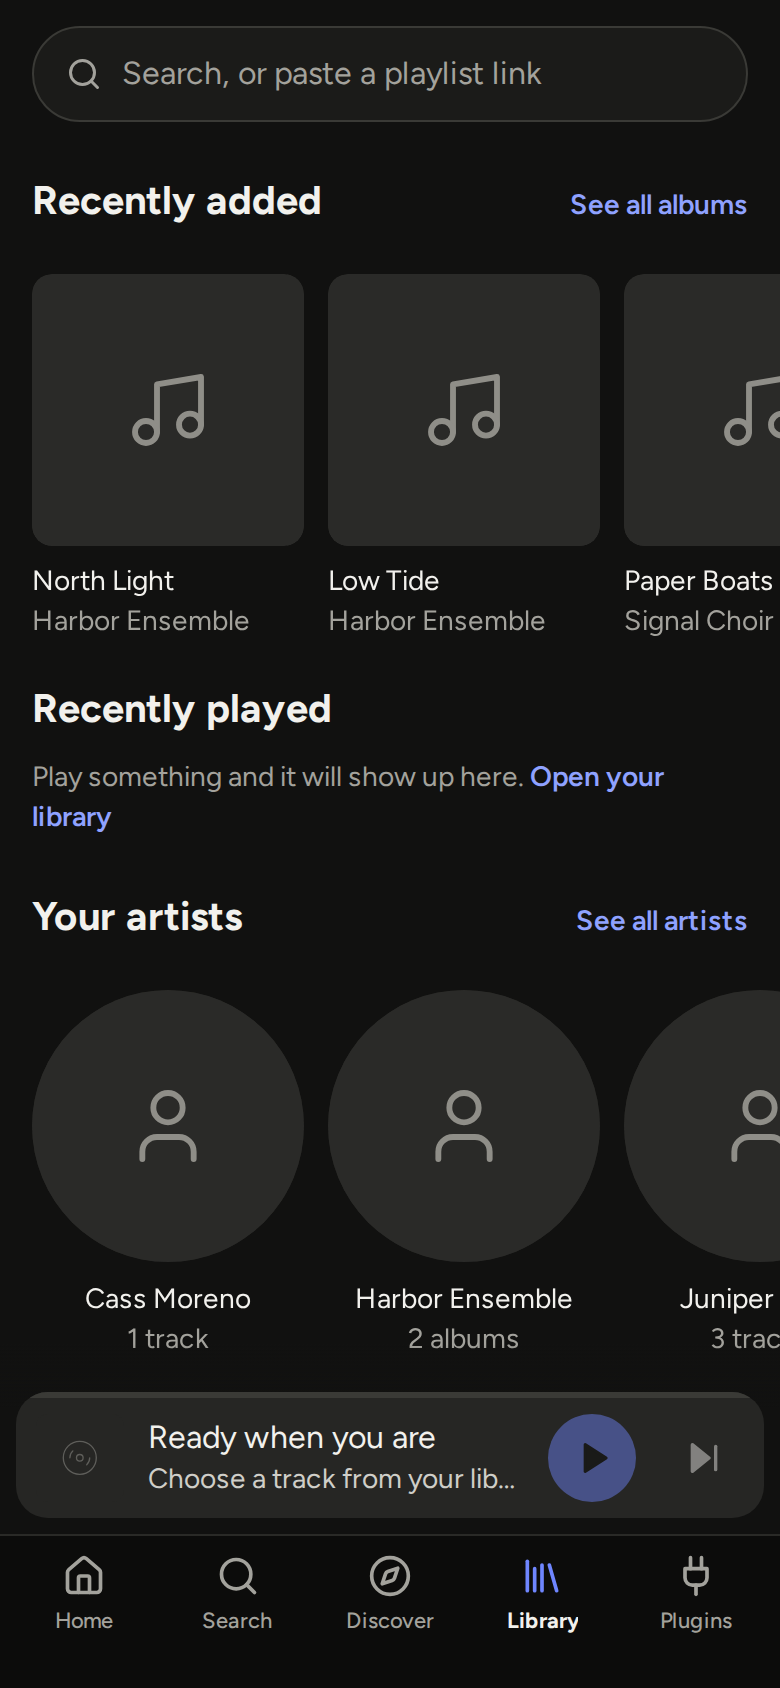 Search, or paste a playlist link
Recently added
See all albums
North Light
Harbor Ensemble
Low Tide
Harbor Ensemble
Paper Boats
Signal Choir
Recently played
Play something and it will show up here. Open your
library
Your artists
See all artists
Cass Moreno
1 track
Harbor Ensemble
2 albums
Juniper
3 trac
Ready when you are
Choose a track from your lib...
Home
Search
Discover
Library
Plugins